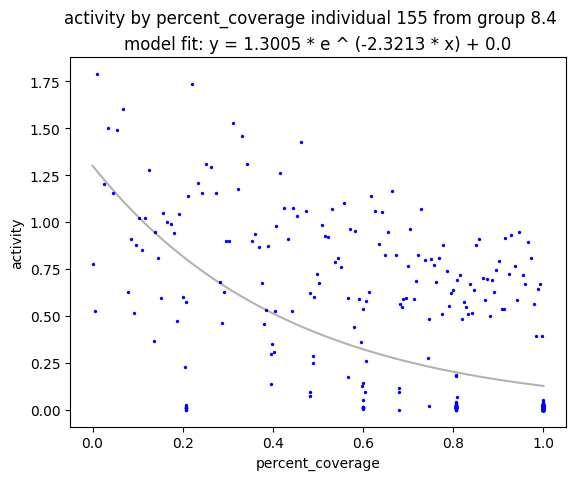 activity by percent_coverage individual 155 from group 8.4
model fit: y = 1.3005 * e ^ (-2.3213 * x) + 0.0
1.75
1.50
1.25
1.00
0.75
0.50
0.25
0.00
activity
0.0 0.2 0.4 0.6 0.8 1.0
percent_coverage